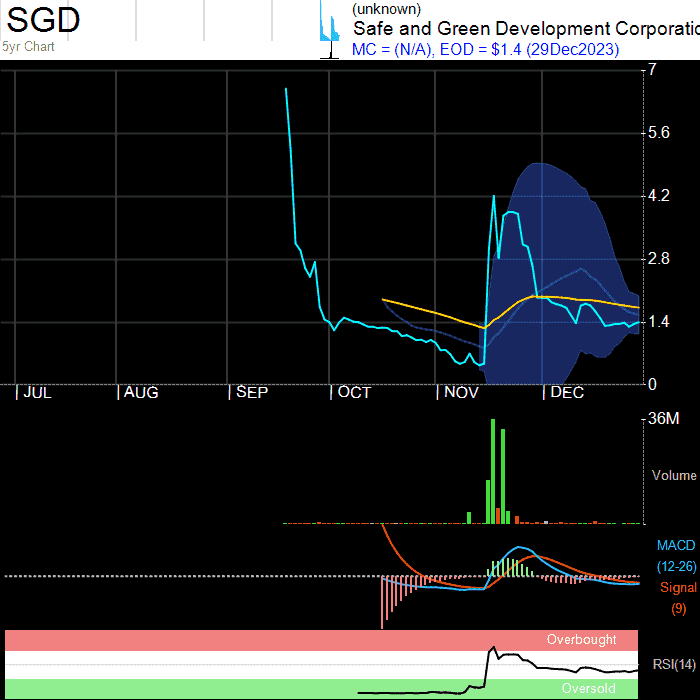 SGD
5yr Chart
(unknown)
Safe and Green Development Corporatio
MC = (N/A), EOD = $1.4 (29Dec2023)
7
5.6
4.2
2.8
1.4
0
JUL AUG SEP OCT NOV DEC
36M
Volume
MACD
(12-26)
Signal
(9)
Overbought
RSI(14)
Oversold